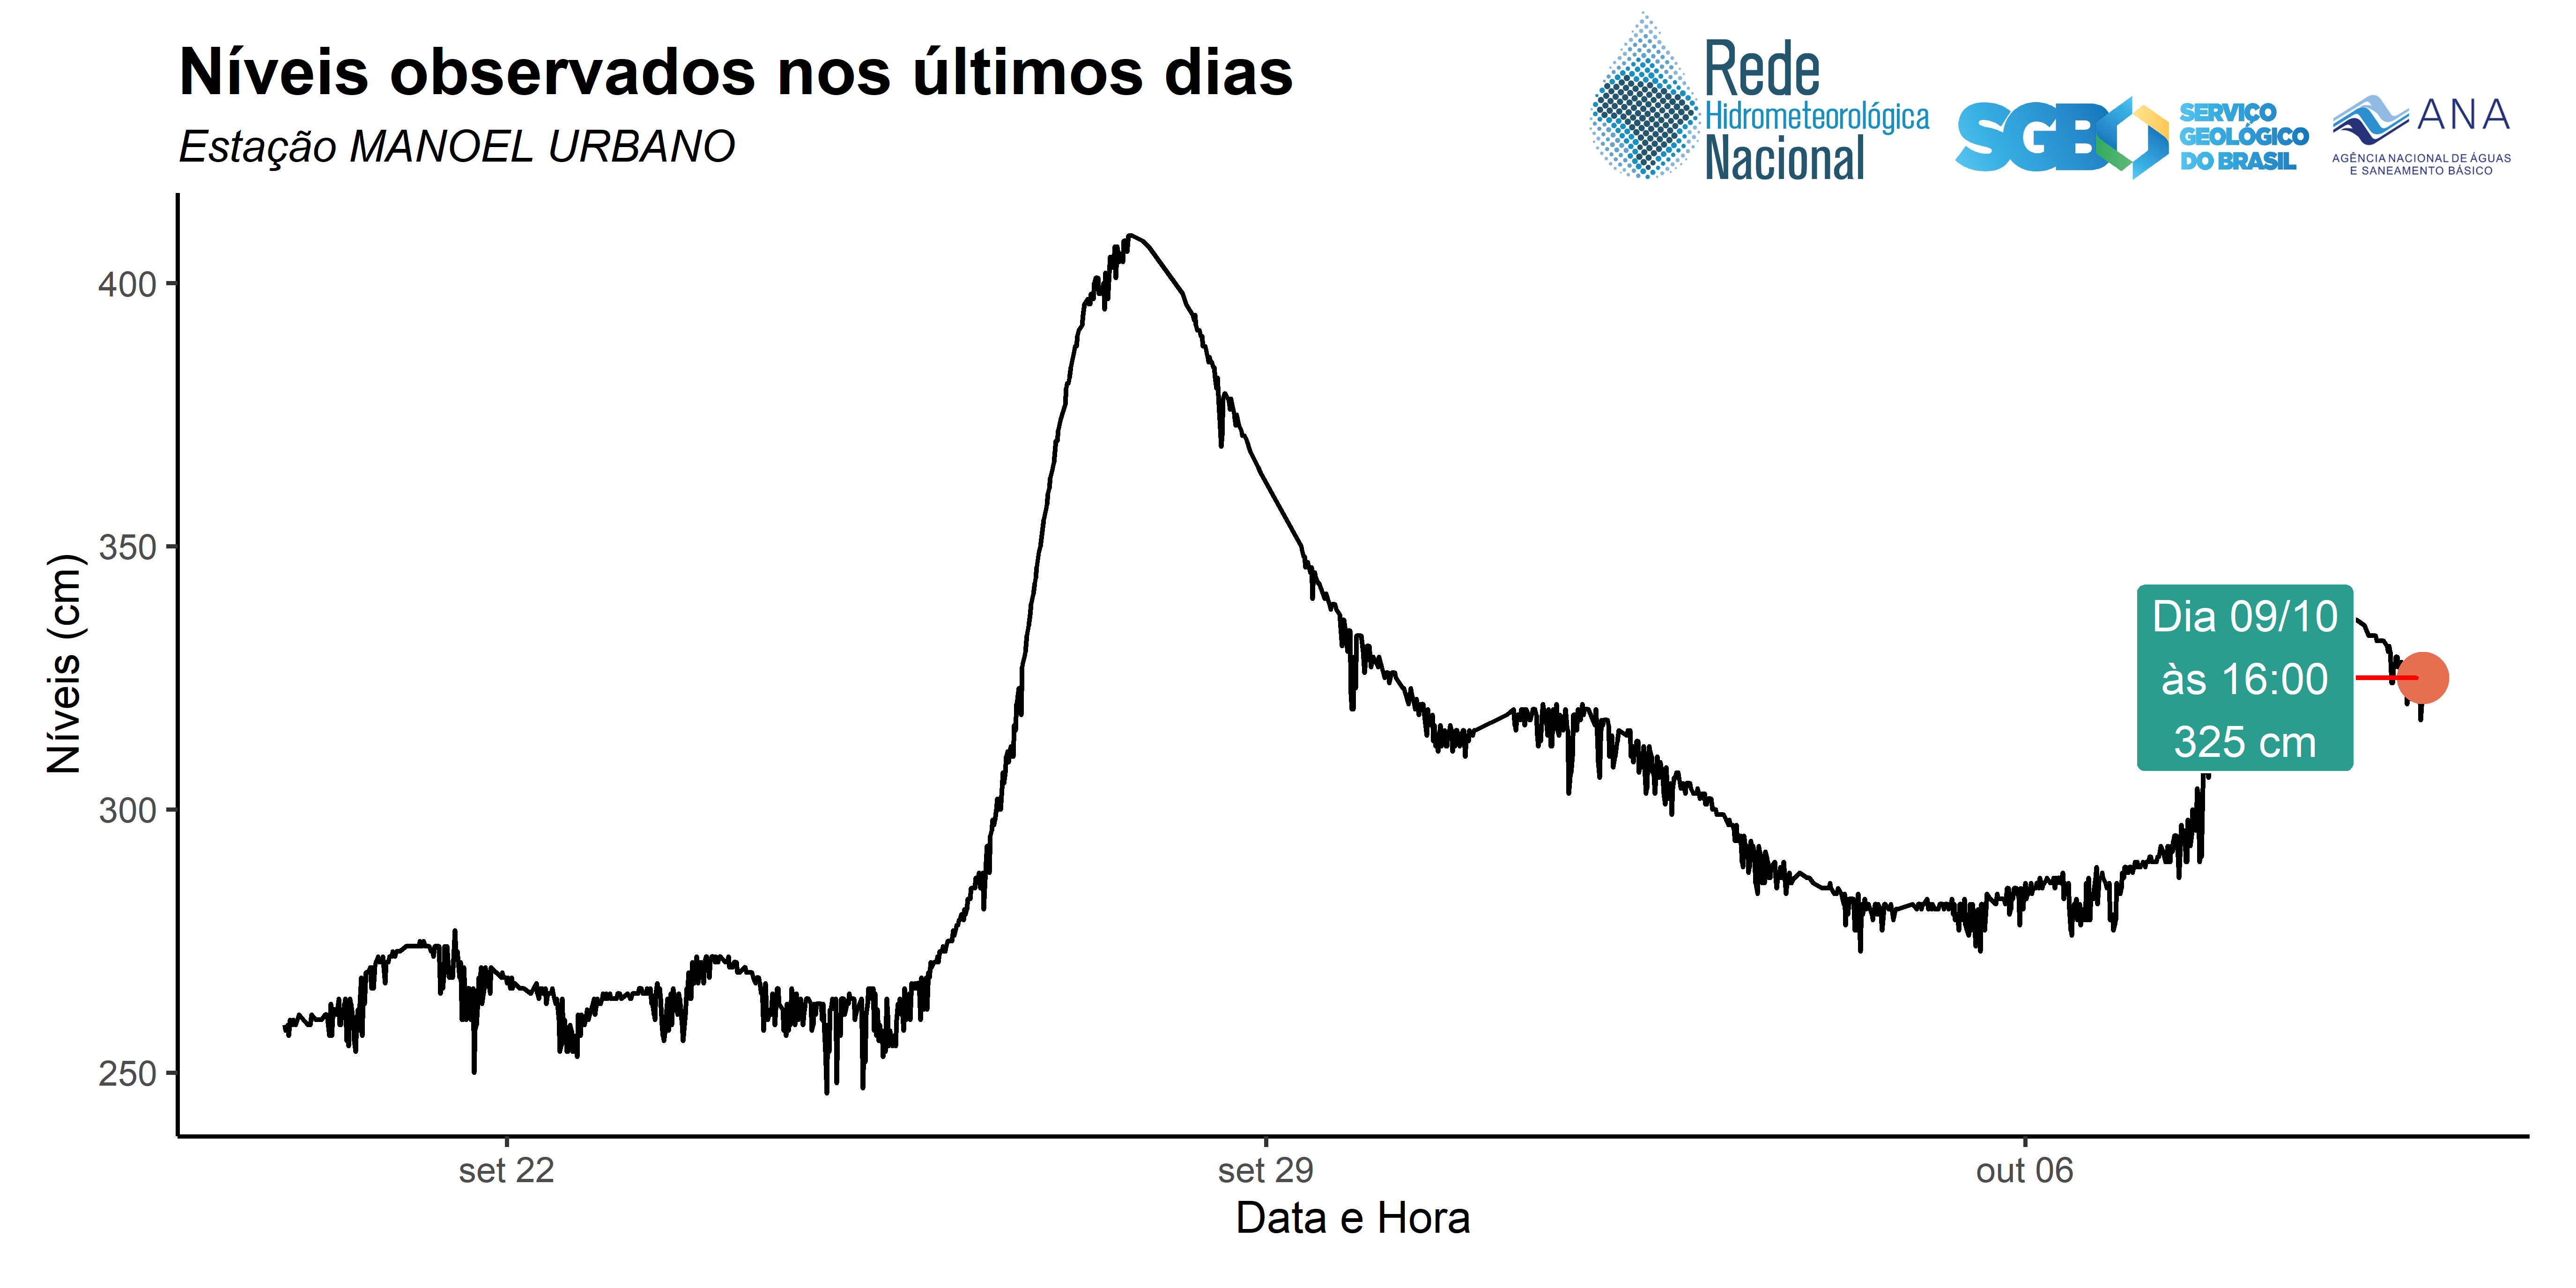 Níveis observados nos últimos dias
Estação MANOEL URBANO
Rede
Hidrometeorológica
Nacional
SGB
SERVIÇO
GEOLÓGICO
DO BRASIL
ANA
AGÊNCIA NACIONAL DE ÁGUAS
E SANEAMENTO BÁSICO
Níveis (cm)
400
350
300
250
Dia 09/10
às 16:00
325 cm
set 22
set 29
out 06
Data e Hora